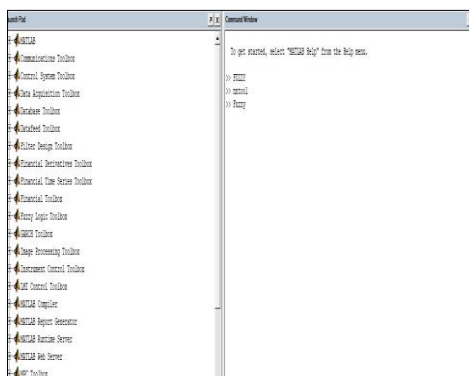 aunch Pad
MATLAB
Communications Toolbox
Control System Toolbox
Data Acquisition Toolbox
Database Toolbox
Datafeed Toolbox
Filter Design Toolbox
Financial Derivatives Toolbox
Financial Time Series Toolbox
Financial Toolbox
Fuzzy Logic Toolbox
GARCH Toolbox
Image Processing Toolbox
Instrument Control Toolbox
LMI Control Toolbox
MATLAB Compiler
MATLAB Report Generator
MATLAB Runtime Server
MATLAB Web Server
MPC Toolbox
Command Window
To get started, select "MATLAB Help" from the Help menu.
>> FUZZY
>> nntool
>> Fuzzy